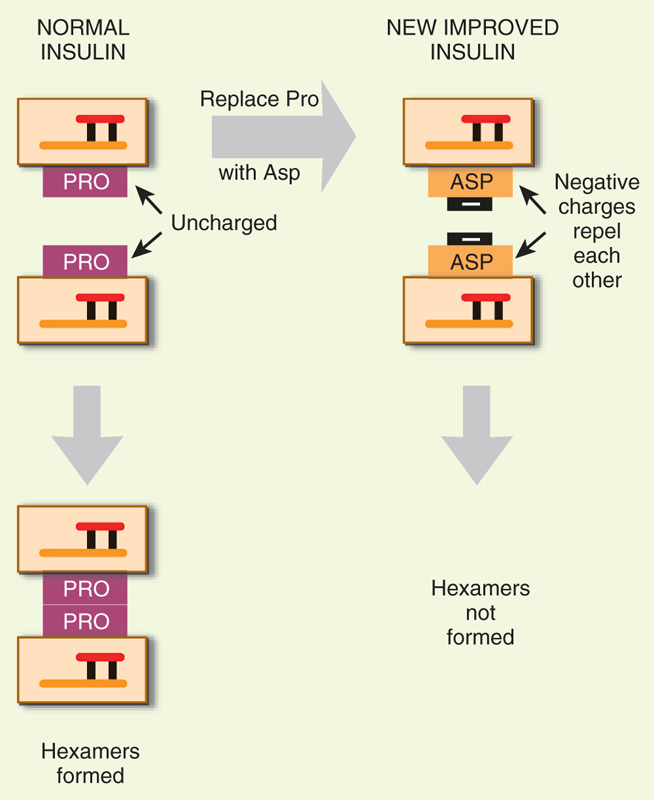 NORMAL
INSULIN
NEW IMPROVED
INSULIN
Replace Pro
with Asp
PRO
Uncharged
PRO
ASP
–
–
ASP
Negative
charges
repel
each
other
PRO
PRO
Hexamers
formed
Hexamers
not
formed